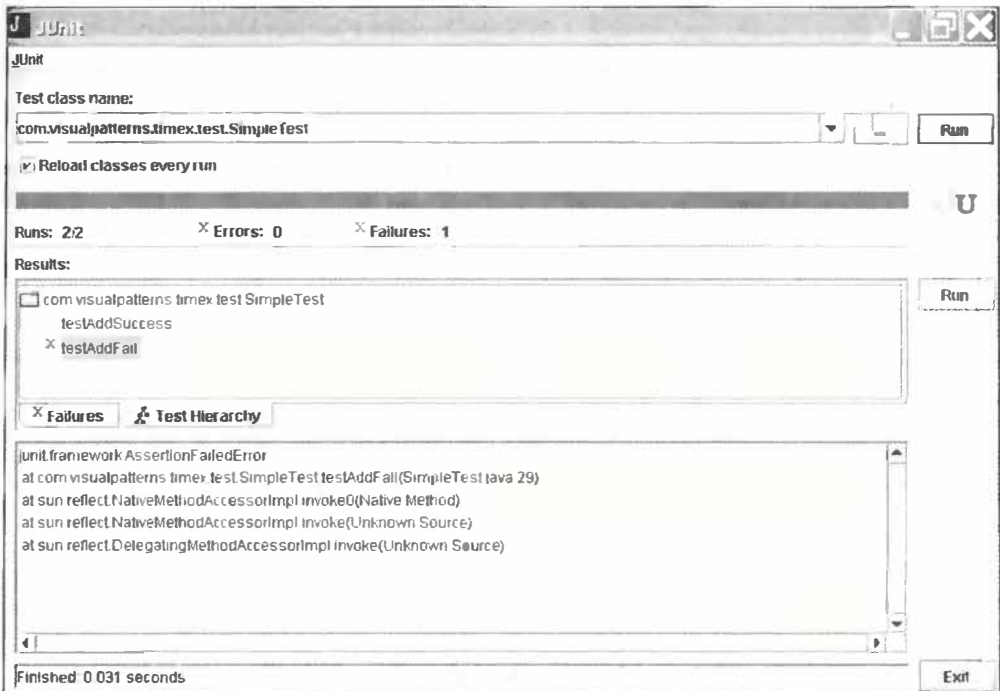 J JUnit
JUnit
Test class name:
com.visualpatterns.timex.test.SimpleTest
... Run
Reload classes every run
U
Runs: 2/2 X Errors: 0 X Failures: 1
Results:
com visualpatterns timex test SimpleTest
Run
testAddSuccess
X testAddFail
X Failures Test Hierarchy
junit.framework AssertionFailedError
at com visualpatterns timex test.SimpleTest testAddFail(SimpleTest java 29)
at sun reflect.NativeMethodAccessorImpl invoke0(Native Method)
at sun reflect.NativeMethodAccessorImpl invoke(Unknown Source)
at sun reflect.DelegatingMethodAccessorImpl invoke(Unknown Source)
Finished 0 031 seconds
Exit